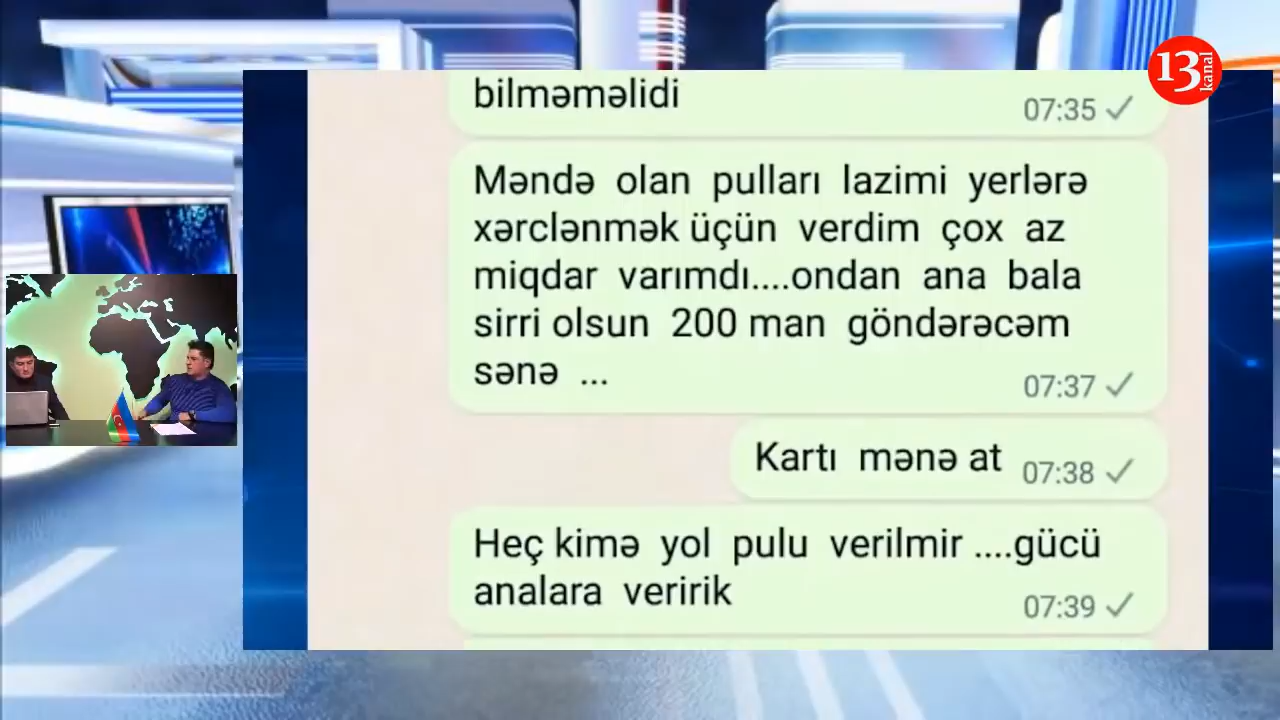 13 kanal
bilməməlidi
07:35
Məndə olan pulları lazimi yerlərə
xərclənmək üçün verdim çox az
miqdar varımdı....ondan ana bala
sirri olsun 200 man göndərəcəm
sənə ...
07:37
Kartı mənə at 07:38
Heç kimə yol pulu verilmir ....gücü
analara veririk
07:39